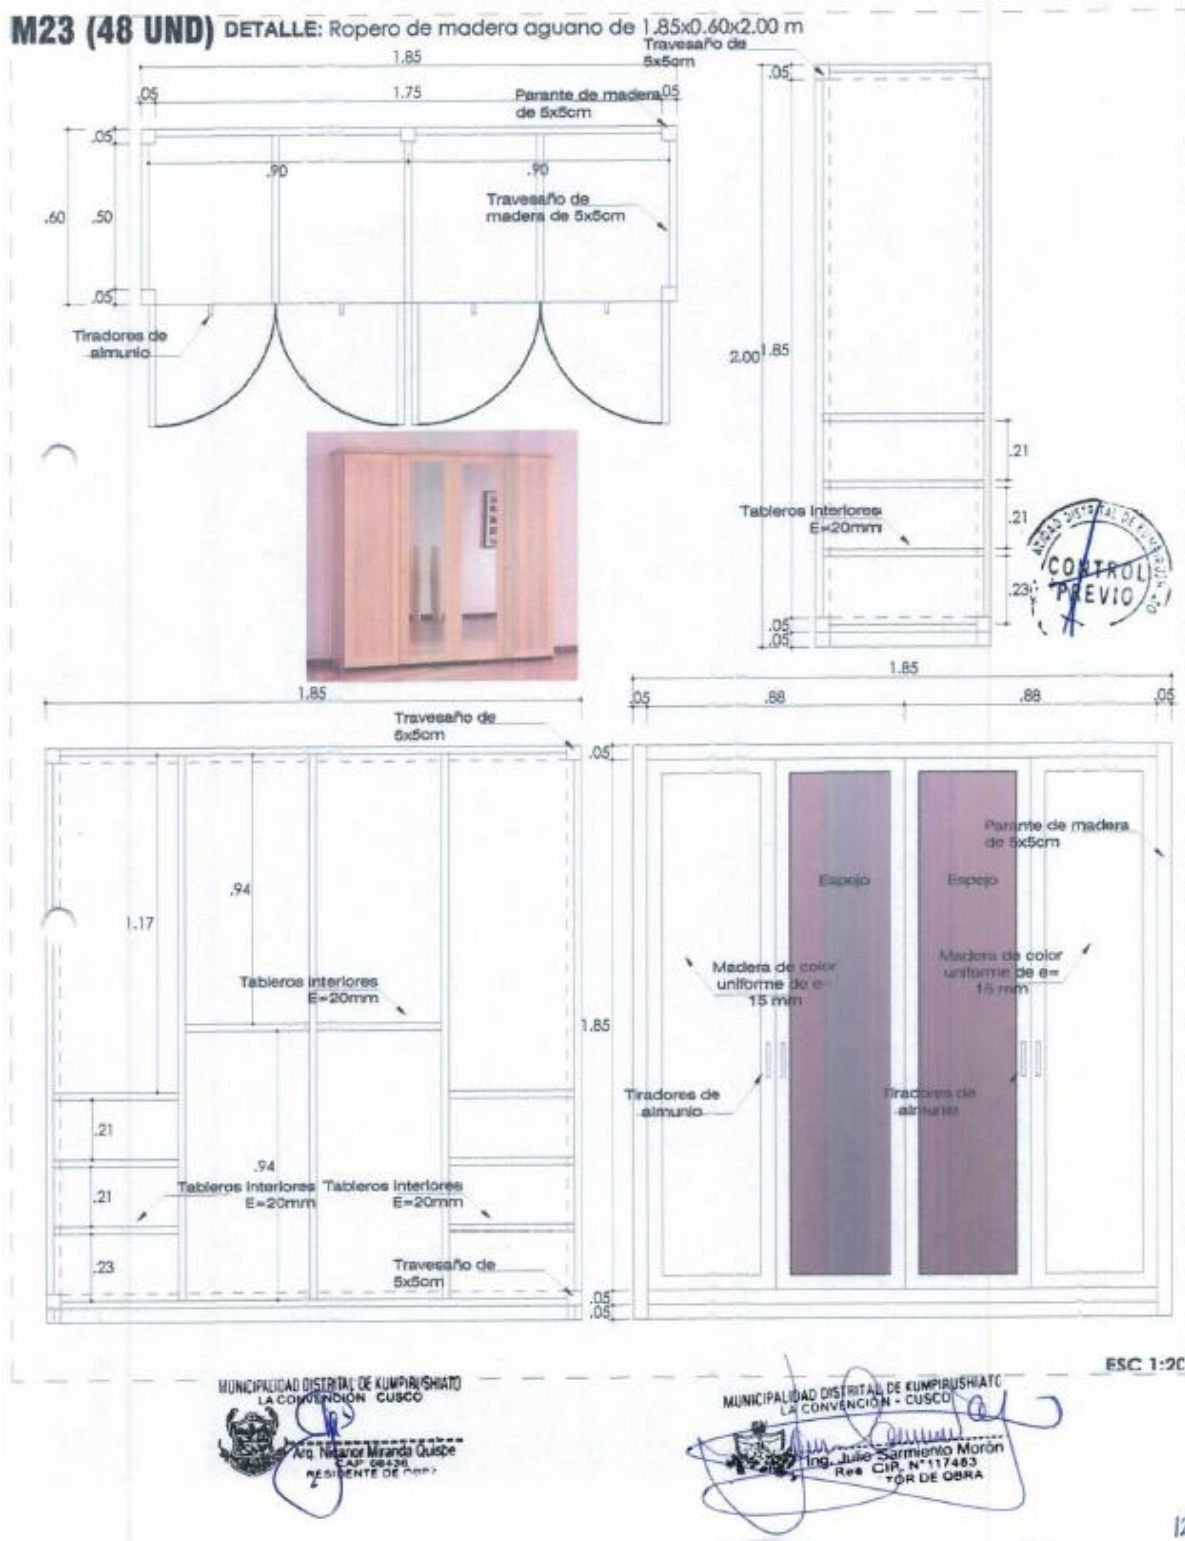 M23 (48 UND) DETALLE: Ropero de madera aguano de 1.85x0.60x2.00 m
1.85
.05
1.75
.05
Parante de madera
de 5x5cm
.05
.90
.90
.60
.50
Travesaño de
madera de 5x5cm
.05
Tiradores de
almunio
Travesaño de
5x5cm
.05
2.00
1.85
.21
.21
Tableros Interiores
E=20mm
.23
.05
.05
CONTROL
PREVIO
1.85
Travesaño de
5x5cm
.94
1.17
Tableros Interiores
E=20mm
.21
.94
.21
Tableros Interiores
E=20mm
Tableros Interiores
E=20mm
.23
Travesaño de
5x5cm
1.85
.05
.88
.88
.05
.05
Parante de madera
de 5x5cm
Espejo
Espejo
Madera de color
uniforme de e=
15 mm
Madera de color
uniforme de e=
15 mm
1.85
Tiradores de
almunio
Tiradores de
almunio
.05
.05
ESC 1:20
MUNICIPALIDAD DISTRITAL DE KUMPIRUSHIATO
LA CONVENCIÓN CUSCO
Arq. Nicanor Miranda Quispe
CAP
RESIDENTE DE
MUNICIPALIDAD DISTRITAL DE KUMPIRUSHIATO
LA CONVENCIÓN - CUSCO
Ing. Julio Sarmiento Morón
CIP. N° 117483
TOR DE OBRA
12